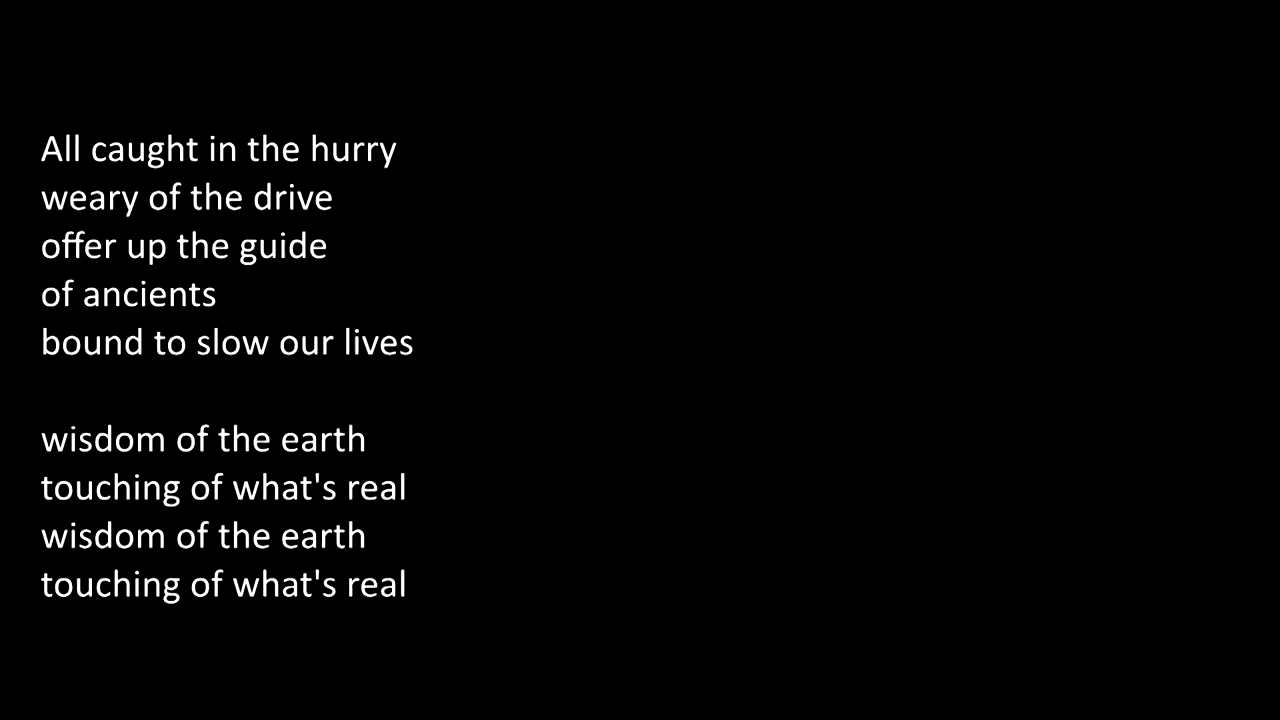 All caught in the hurry
weary of the drive
offer up the guide
of ancients
bound to slow our lives

wisdom of the earth
touching of what's real
wisdom of the earth
touching of what's real